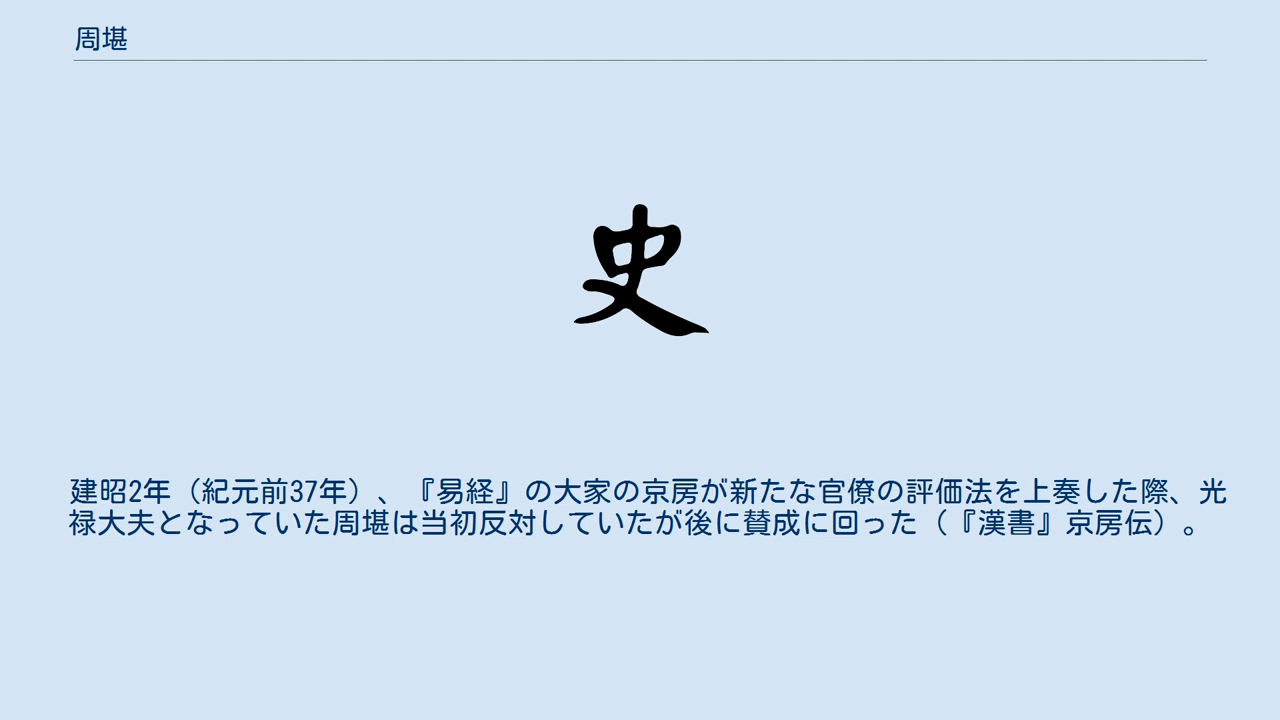 周堪
史
建昭2年（紀元前37年）、『易経』の大家の京房が新たな官僚の評価法を上奏した際、光
禄大夫となっていた周堪は当初反対していたが後に賛成に回った（『漢書』京房伝）。